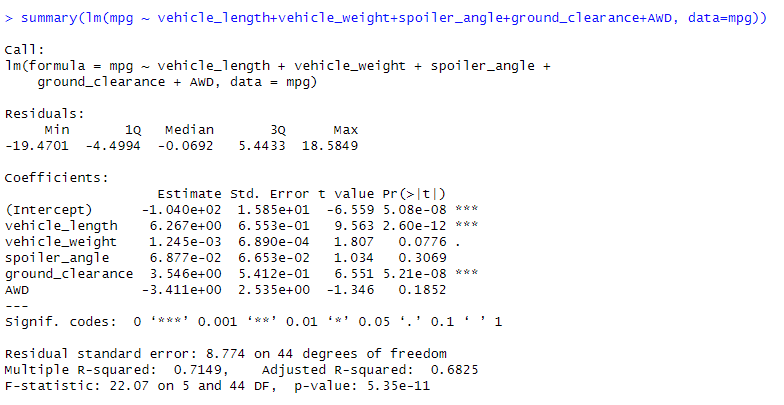 > summary(lm(mpg ~ vehicle_length+vehicle_weight+spoiler_angle+ground_clearance+AWD, data=mpg))
Call:
lm(formula = mpg ~ vehicle_length + vehicle_weight + spoiler_angle +
    ground_clearance + AWD, data = mpg)
Residuals:
     Min       1Q   Median       3Q      Max
-19.4701  -4.4994  -0.0692   5.4433  18.5849
Coefficients:
                   Estimate Std. Error t value Pr(>|t|)
(Intercept)      -1.040e+02  1.585e+01  -6.559 5.08e-08 ***
vehicle_length    6.267e+00  6.553e-01   9.563 2.60e-12 ***
vehicle_weight    1.245e-03  6.890e-04   1.807   0.0776 .
spoiler_angle     6.877e-02  6.653e-02   1.034   0.3069
ground_clearance  3.546e+00  5.412e-01   6.551 5.21e-08 ***
AWD              -3.411e+00  2.535e+00  -1.346   0.1852
---
Signif. codes:  0 ‘***’ 0.001 ‘**’ 0.01 ‘*’ 0.05 ‘.’ 0.1 ‘ ’ 1
Residual standard error: 8.774 on 44 degrees of freedom
Multiple R-squared:  0.7149,    Adjusted R-squared:  0.6825
F-statistic: 22.07 on 5 and 44 DF,  p-value: 5.35e-11